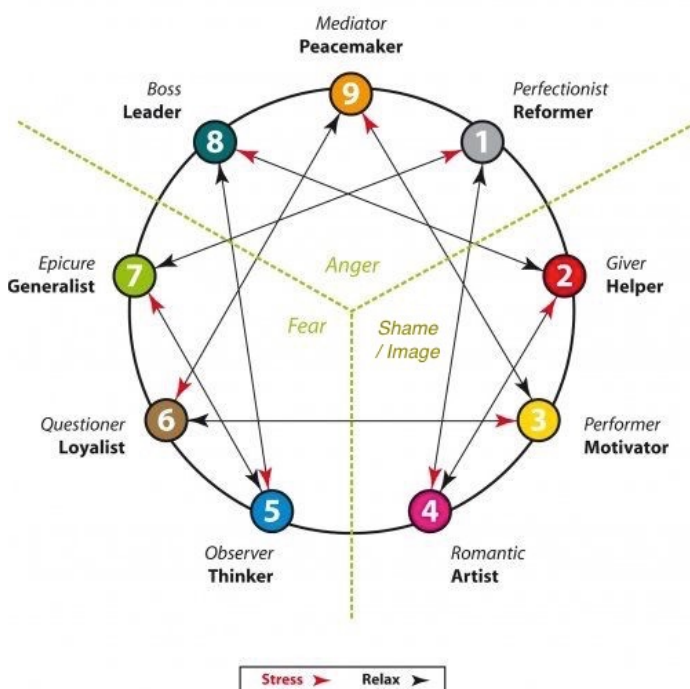 Mediator
Peacemaker
9
Boss
Leader
8
Perfectionist
Reformer
1
Epicure
Generalist
7
Anger
Giver
Helper
2
Fear
Shame
/ Image
Questioner
Loyalist
6
3
Performer
Motivator
5
4
Observer
Thinker
Romantic
Artist
Stress Relax